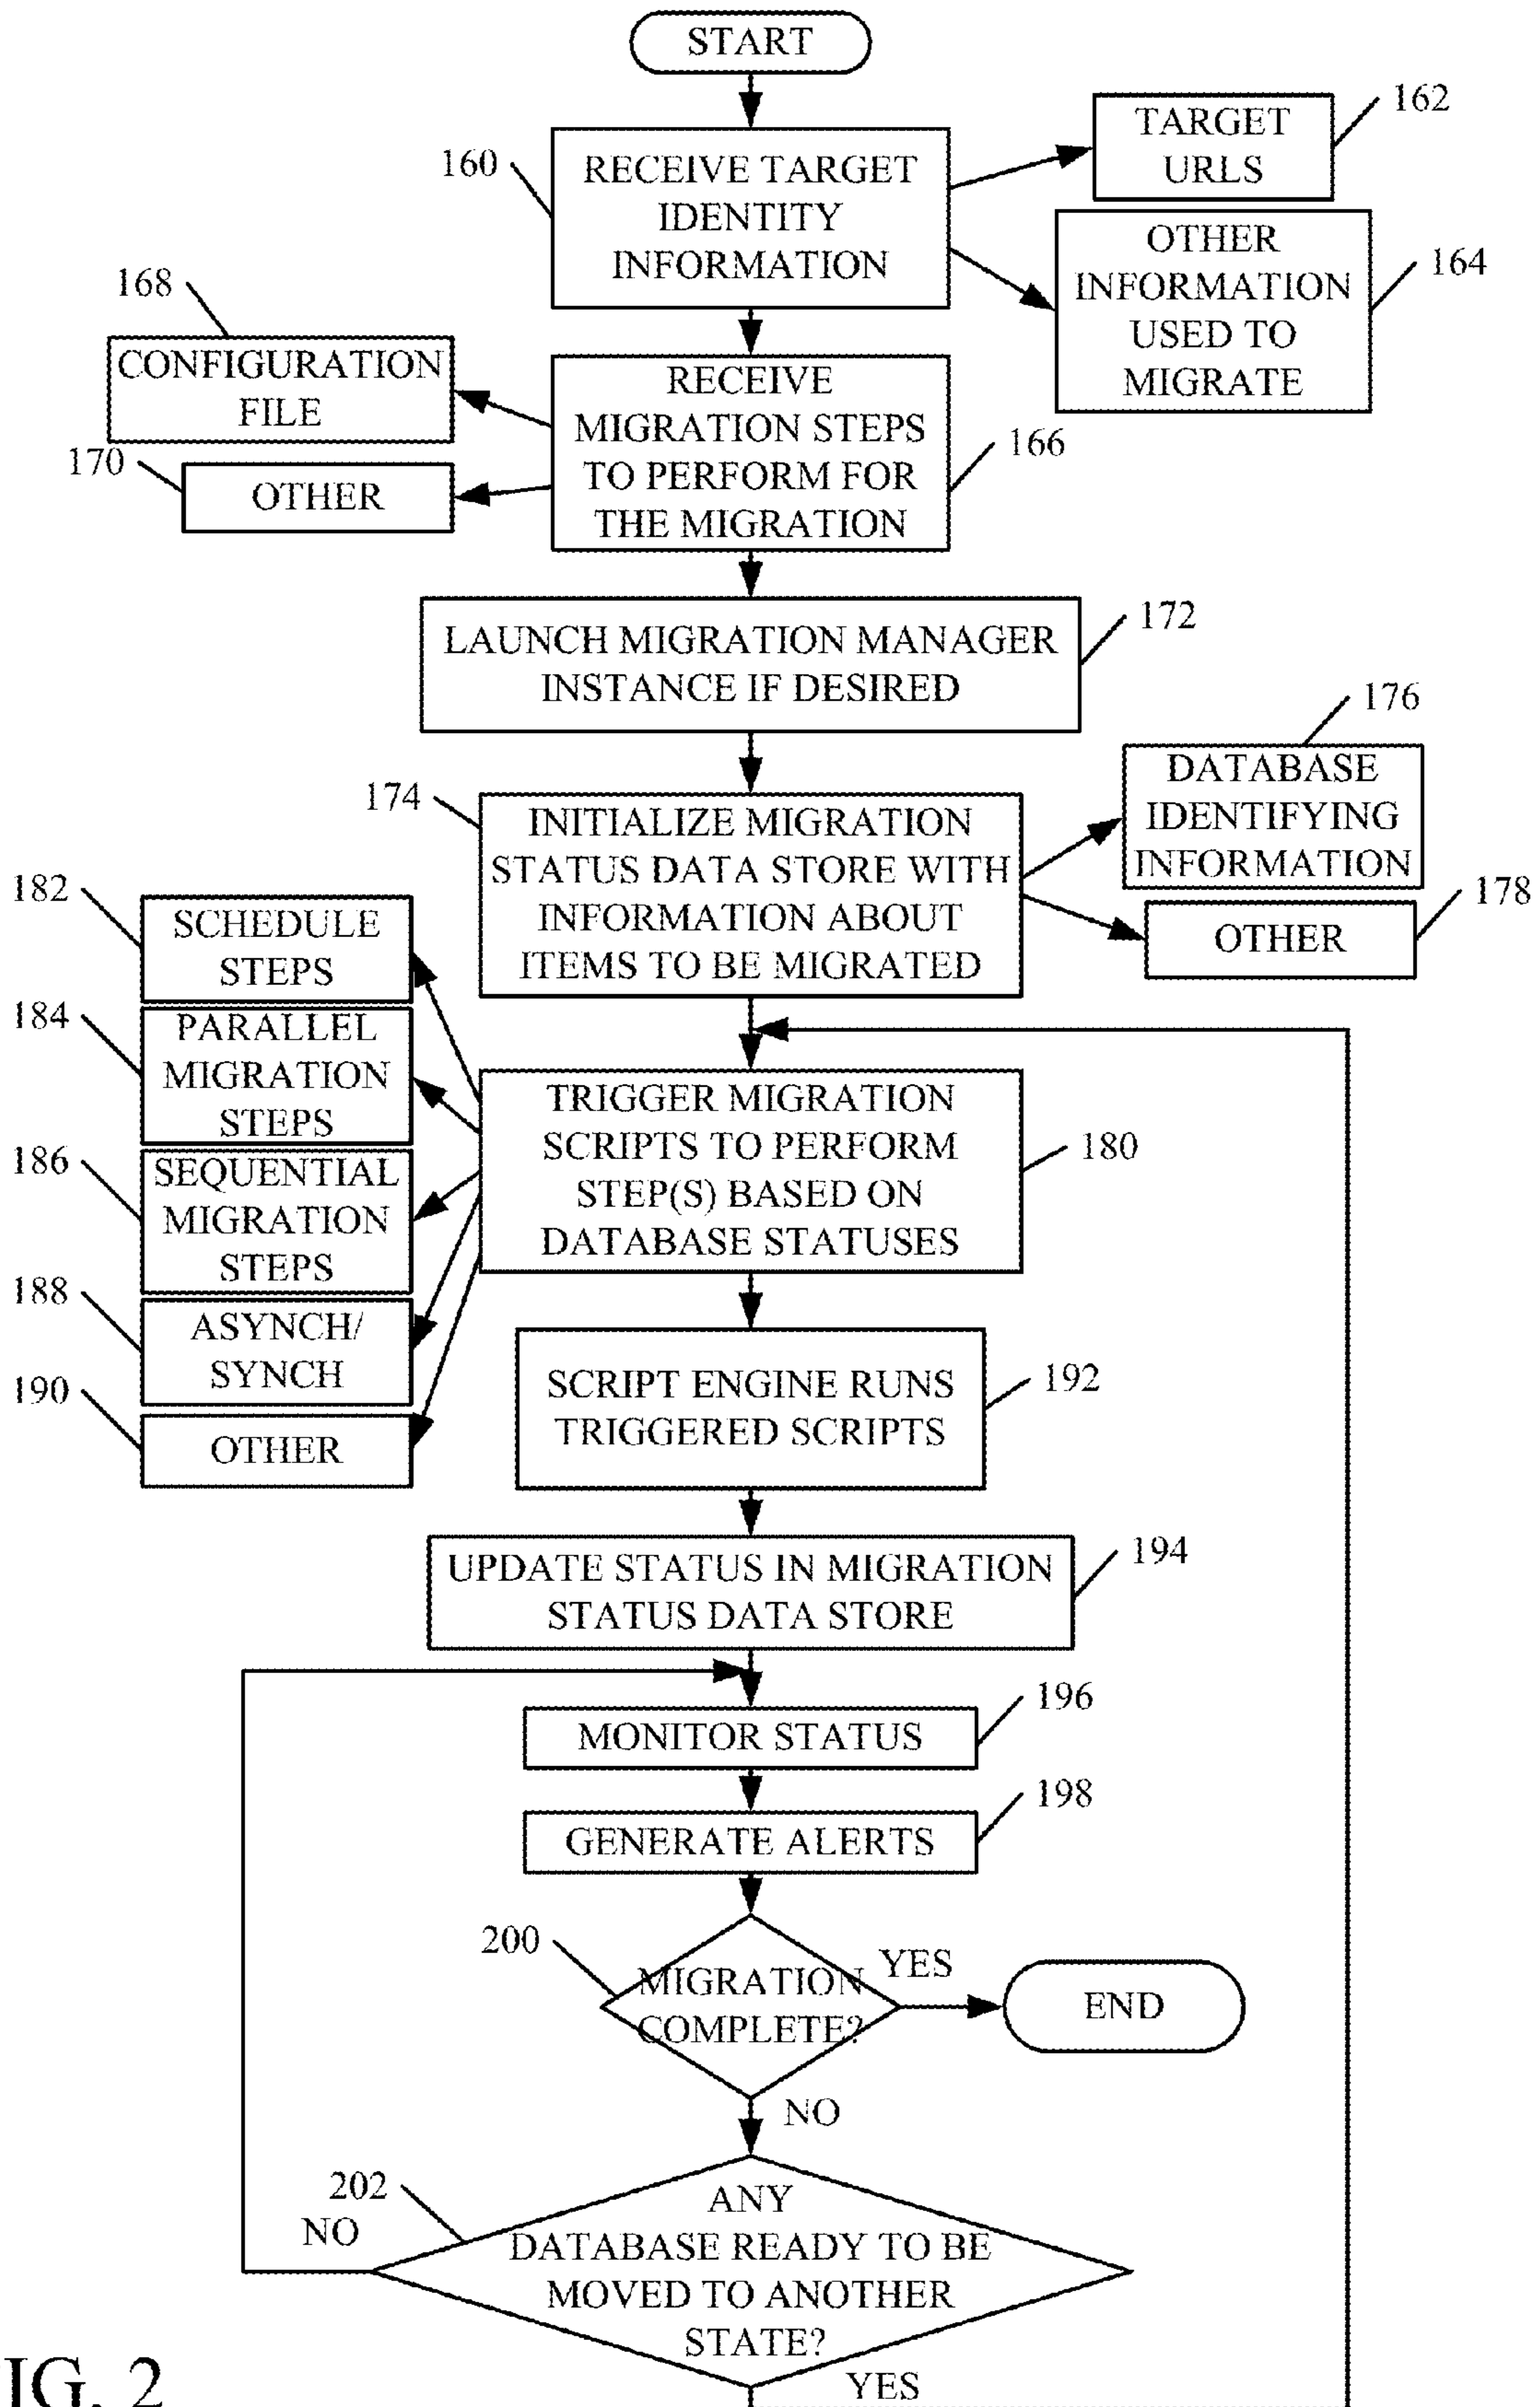 START
160
RECEIVE TARGET
IDENTITY
INFORMATION
TARGET
URLS
162
OTHER
INFORMATION
USED TO
MIGRATE
164
168
CONFIGURATION
FILE
170
OTHER
RECEIVE
MIGRATION STEPS
TO PERFORM FOR
THE MIGRATION
166
LAUNCH MIGRATION MANAGER
INSTANCE IF DESIRED
172
174
INITIALIZE MIGRATION
STATUS DATA STORE WITH
INFORMATION ABOUT
ITEMS TO BE MIGRATED
176
DATABASE
IDENTIFYING
INFORMATION
178
OTHER
182
SCHEDULE
STEPS
184
PARALLEL
MIGRATION
STEPS
186
SEQUENTIAL
MIGRATION
STEPS
188
ASYNCH/
SYNCH
190
OTHER
TRIGGER MIGRATION
SCRIPTS TO PERFORM
STEP(S) BASED ON
DATABASE STATUSES
180
SCRIPT ENGINE RUNS
TRIGGERED SCRIPTS
192
UPDATE STATUS IN MIGRATION
STATUS DATA STORE
194
MONITOR STATUS
196
GENERATE ALERTS
198
200
MIGRATION
COMPLETE?
YES
END
NO
202
NO
ANY
DATABASE READY TO BE
MOVED TO ANOTHER
STATE?
YES
IG. 2